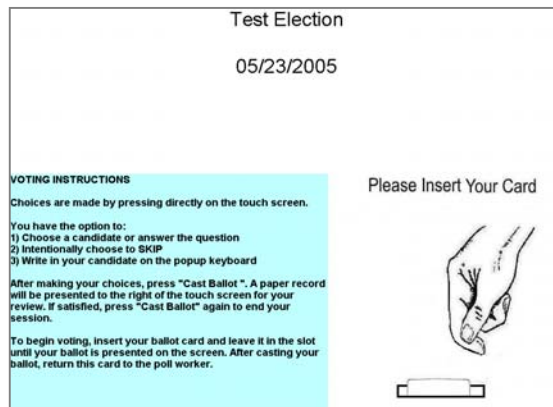 Test Election
05/23/2005
VOTING INSTRUCTIONS
Choices are made by pressing directly on the touch screen.
You have the option to:
1) Choose a candidate or answer the question
2) Intentionally choose to SKIP
3) Write in your candidate on the popup keyboard
After making your choices, press "Cast Ballot ". A paper record
will be presented to the right of the touch screen for your
review. If satisfied, press "Cast Ballot" again to end your
session.
To begin voting, insert your ballot card and leave it in the slot
until your ballot is presented on the screen. After casting your
ballot, return this card to the poll worker.
Please Insert Your Card